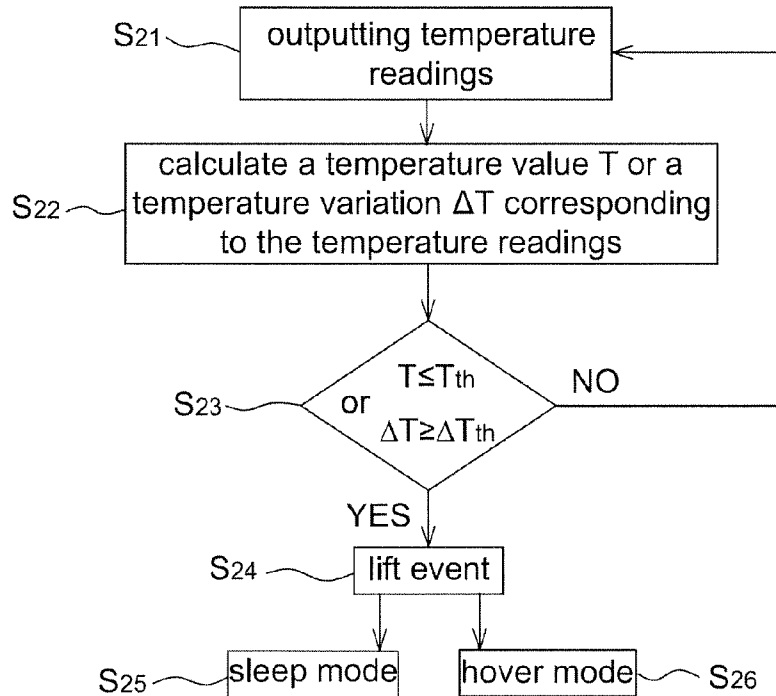 S21
outputting temperature
readings
S22
calculate a temperature value T or a
temperature variation ΔT corresponding
to the temperature readings
S23
T≤Tth
or
ΔT≥ΔTth
NO
YES
S24
lift event
S25
sleep mode
hover mode
S26